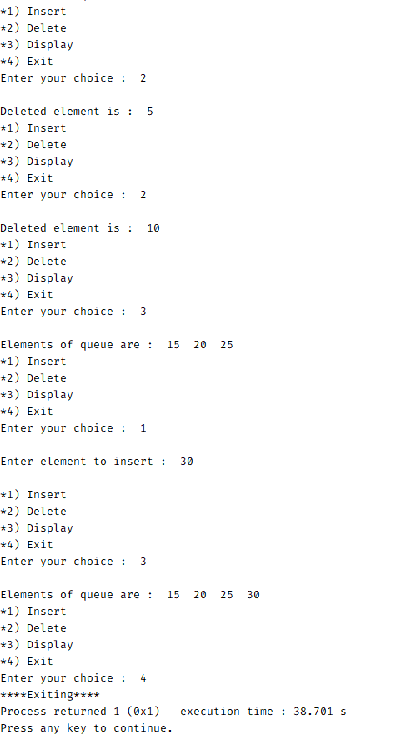 *1) Insert
*2) Delete
*3) Display
*4) Exit
Enter your choice :  2
Deleted element is :  5
*1) Insert
*2) Delete
*3) Display
*4) Exit
Enter your choice :  2
Deleted element is :  10
*1) Insert
*2) Delete
*3) Display
*4) Exit
Enter your choice :  3
Elements of queue are :  15  20  25
*1) Insert
*2) Delete
*3) Display
*4) Exit
Enter your choice :  1
Enter element to insert :  30
*1) Insert
*2) Delete
*3) Display
*4) Exit
Enter your choice :  3
Elements of queue are :  15  20  25  30
*1) Insert
*2) Delete
*3) Display
*4) Exit
Enter your choice :  4
****Exiting****
Process returned 1 (0x1)   execution time : 38.701 s
Press any key to continue.